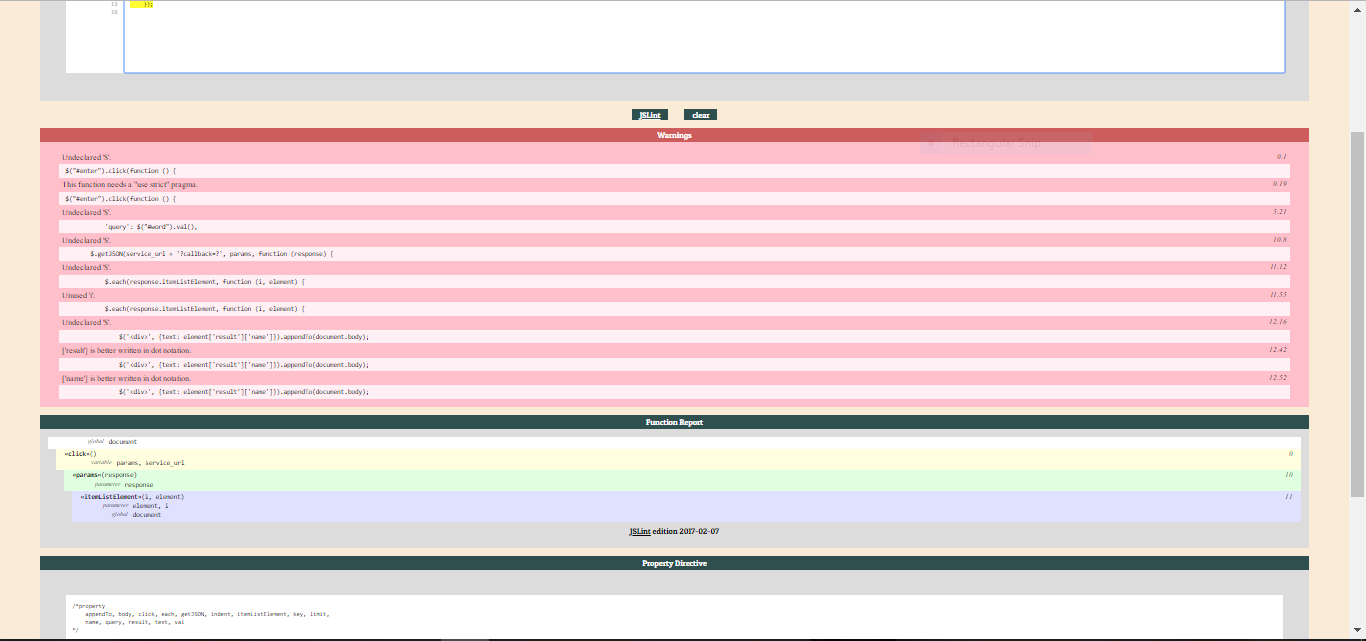 15 });
16
JSLint clear
Warnings
Rectangular Snip
Undeclared '$'. 0.1
$("#enter").click(function () {
This function needs a "use strict" pragma. 0.19
$("#enter").click(function () {
Undeclared '$'. 5.21
'query': $("#word").val(),
Undeclared '$'. 10.8
$.getJSON(service_url + '?callback=?', params, function (response) {
Undeclared '$'. 11.12
$.each(response.itemListElement, function (i, element) {
Unused 'i'. 11.55
$.each(response.itemListElement, function (i, element) {
Undeclared '$'. 12.16
$('<div>', {text: element['result']['name']}).appendTo(document.body);
['result'] is better written in dot notation. 12.42
$('<div>', {text: element['result']['name']}).appendTo(document.body);
['name'] is better written in dot notation. 12.52
$('<div>', {text: element['result']['name']}).appendTo(document.body);
Function Report
global document
«click»() 0
variable params, service_url
«params»(response) 10
parameter response
«itemListElement»(i, element) 11
parameter element, i
global document
JSLint edition 2017-02-07
Property Directive
/*property
appendTo, body, click, each, getJSON, indent, itemListElement, key, limit,
name, query, result, text, val
*/